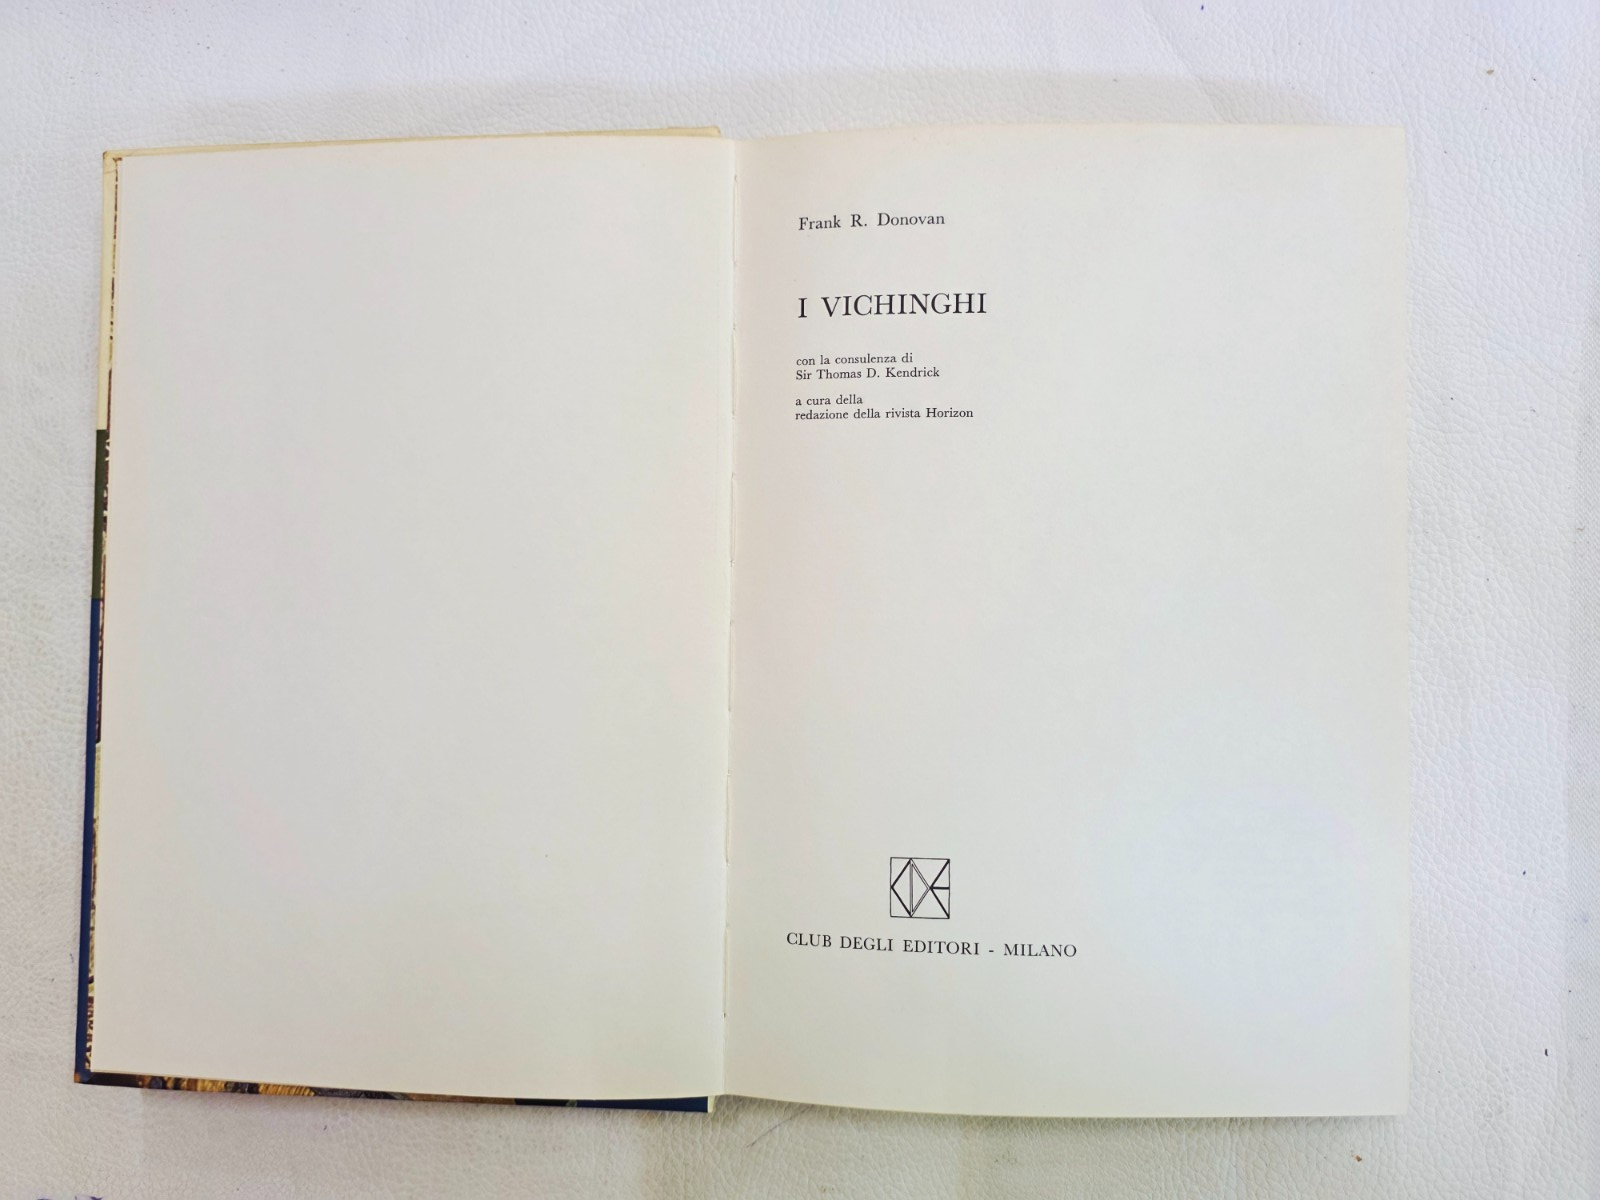 Frank R. Donovan
I VICHINGHI
con la consulenza di
Sir Thomas D. Kendrick
a cura della
redazione della rivista Horizon
CDE
CLUB DEGLI EDITORI - MILANO